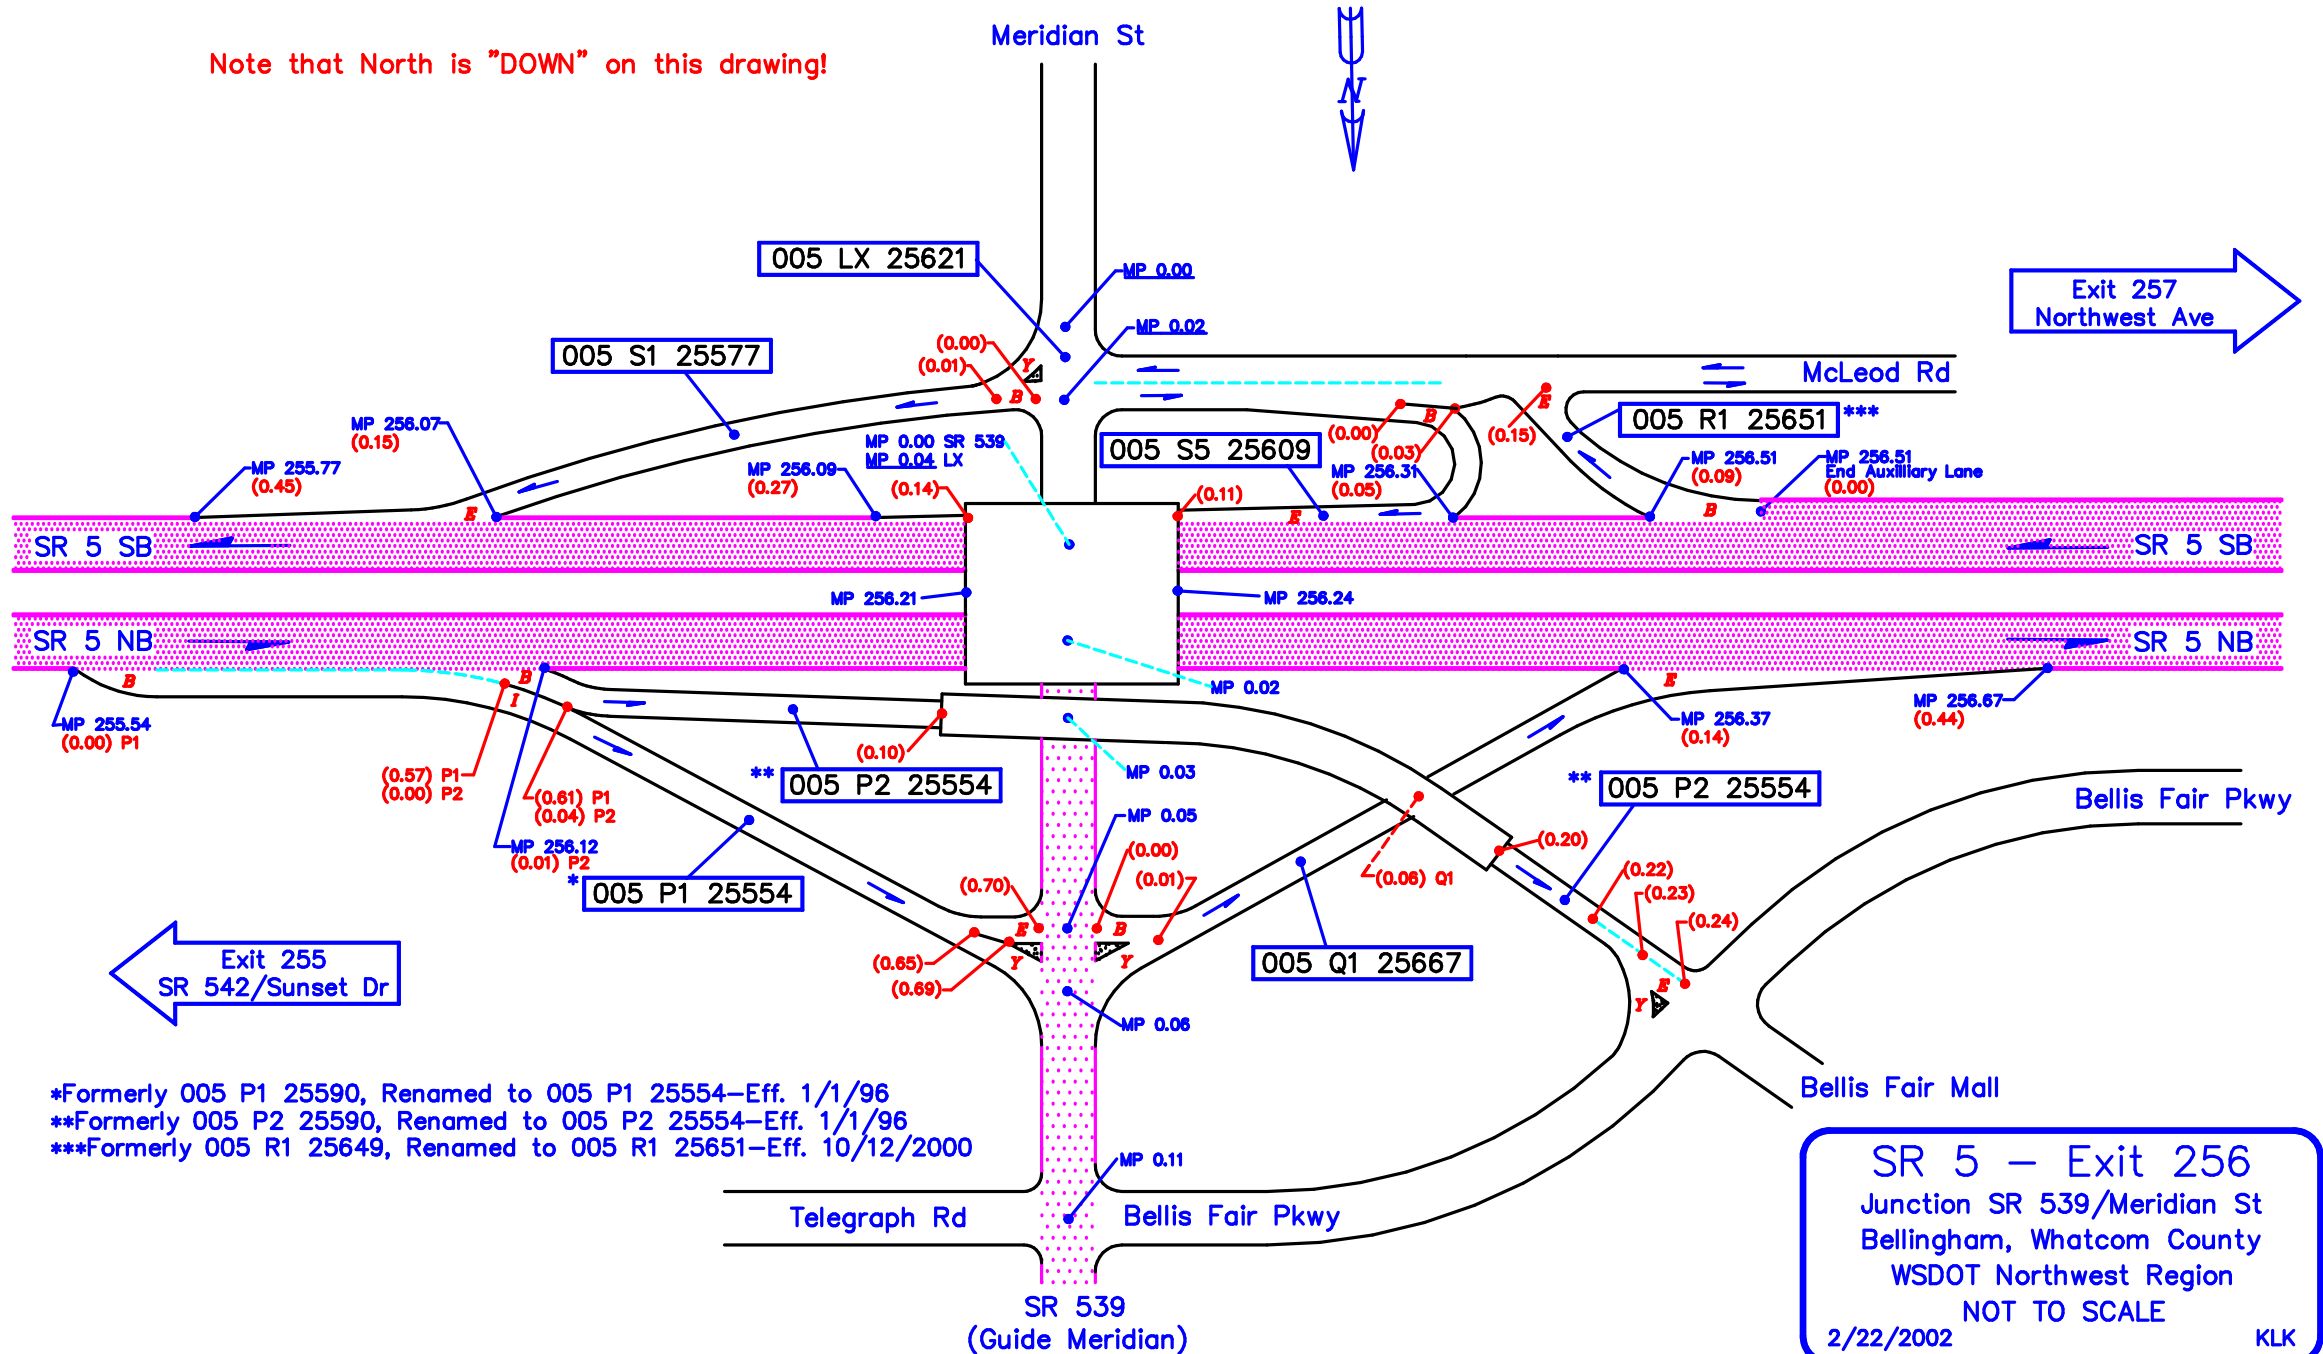 Meridian St
Note that North is "DOWN" on this drawing!
N
005 LX 25621
MP 0.00
Exit 257
Northwest Ave
MP 0.02
005 S1 25577
(0.00)
(0.01)
Y
B
McLeod Rd
MP 256.07
(0.15)
MP 0.00 SR 539
MP 0.04 LX
005 S5 25609
(0.00)
B
(0.03)
E
(0.15)
005 R1 25651 ***
MP 255.77
(0.45)
MP 256.09
(0.27)
(0.14)
(0.11)
MP 256.31
(0.05)
MP 256.51
(0.09)
MP 256.51
End Auxilliary Lane
(0.00)
E
E
B
SR 5 SB
SR 5 SB
MP 256.21
MP 256.24
SR 5 NB
SR 5 NB
B
B
I
E
MP 0.02
MP 255.54
(0.00) P1
MP 256.37
(0.14)
MP 256.67
(0.44)
(0.10)
MP 0.03
(0.57) P1
(0.00) P2
(0.61) P1
(0.04) P2
** 005 P2 25554
** 005 P2 25554
Bellis Fair Pkwy
MP 0.05
MP 256.12
(0.01) P2
* 005 P1 25554
(0.00)
(0.01)
(0.70)
(0.06) Q1
(0.20)
(0.22)
(0.23)
(0.24)
E
B
Y
Y
(0.65)
(0.69)
005 Q1 25667
Exit 255
SR 542/Sunset Dr
E
Y
MP 0.06
Bellis Fair Mall
*Formerly 005 P1 25590, Renamed to 005 P1 25554-Eff. 1/1/96
**Formerly 005 P2 25590, Renamed to 005 P2 25554-Eff. 1/1/96
***Formerly 005 R1 25649, Renamed to 005 R1 25651-Eff. 10/12/2000
MP 0.11
Telegraph Rd
Bellis Fair Pkwy
SR 539
(Guide Meridian)
SR 5 - Exit 256
Junction SR 539/Meridian St
Bellingham, Whatcom County
WSDOT Northwest Region
NOT TO SCALE
2/22/2002 KLK